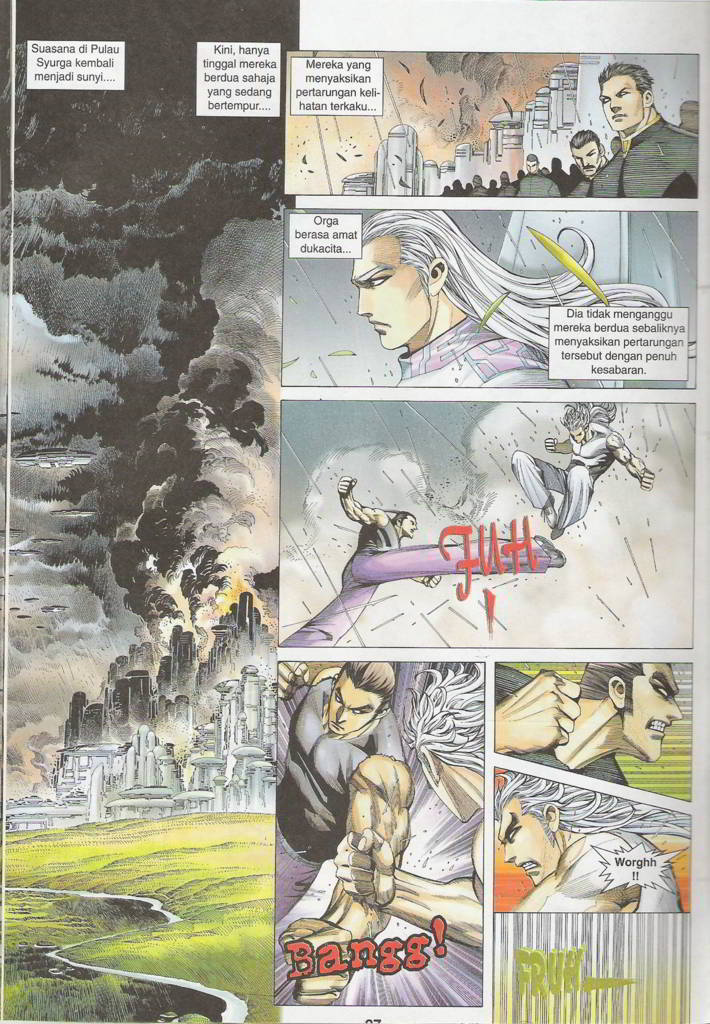 Suasana di Pulau
Syurga kembali
menjadi sunyi....
Kini, hanya
tinggal mereka
berdua sahaja
yang sedang
bertempur....
Mereka yang
menyaksikan
pertarungan keli-
hatan terkaku...
Orga
berasa amat
dukacita...
Dia tidak menganggu
mereka berdua sebaliknya
menyaksikan pertarungan
tersebut dengan penuh
kesabaran.
FUH
!
Bangg!
Worghh
!!
FRUH